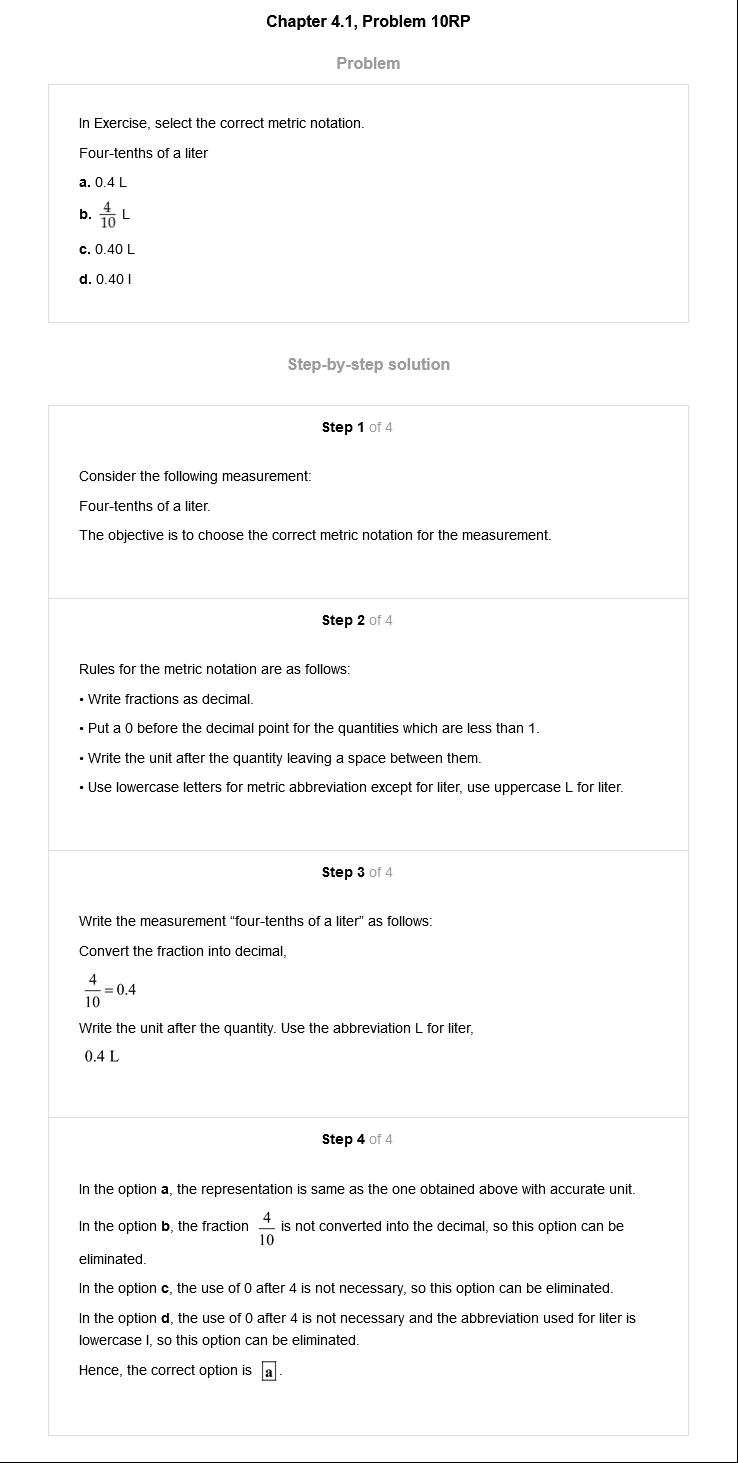 Chapter 4.1, Problem 10RP
Problem
In Exercise, select the correct metric notation.
Four-tenths of a liter
a. 0.4 L
b. 4/10 L
c. 0.40 L
d. 0.40 l
Step-by-step solution
Step 1 of 4
Consider the following measurement:
Four-tenths of a liter.
The objective is to choose the correct metric notation for the measurement.
Step 2 of 4
Rules for the metric notation are as follows:
• Write fractions as decimal.
• Put a 0 before the decimal point for the quantities which are less than 1.
• Write the unit after the quantity leaving a space between them.
• Use lowercase letters for metric abbreviation except for liter, use uppercase L for liter.
Step 3 of 4
Write the measurement “four-tenths of a liter” as follows:
Convert the fraction into decimal,
4/10 = 0.4
Write the unit after the quantity. Use the abbreviation L for liter,
0.4 L
Step 4 of 4
In the option a, the representation is same as the one obtained above with accurate unit.
In the option b, the fraction 4/10 is not converted into the decimal, so this option can be
eliminated.
In the option c, the use of 0 after 4 is not necessary, so this option can be eliminated.
In the option d, the use of 0 after 4 is not necessary and the abbreviation used for liter is
lowercase l, so this option can be eliminated.
Hence, the correct option is a.